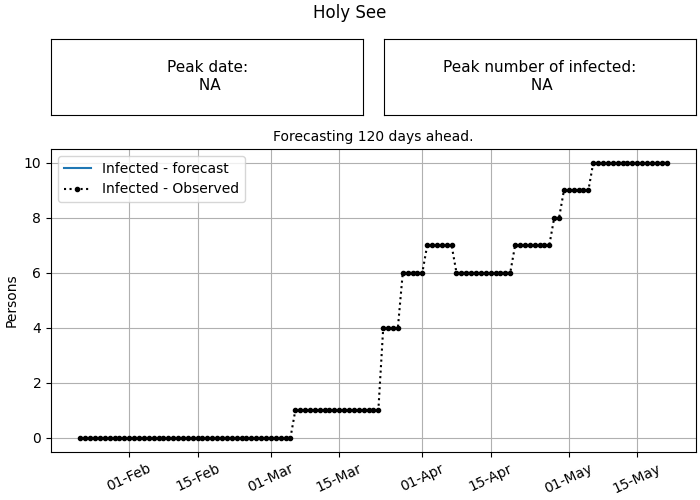 Holy See
Peak date:
NA
Peak number of infected:
NA
Forecasting 120 days ahead.
Infected - forecast
Infected - Observed
Persons
10
8
6
4
2
0
01-Feb
15-Feb
01-Mar
15-Mar
01-Apr
15-Apr
01-May
15-May